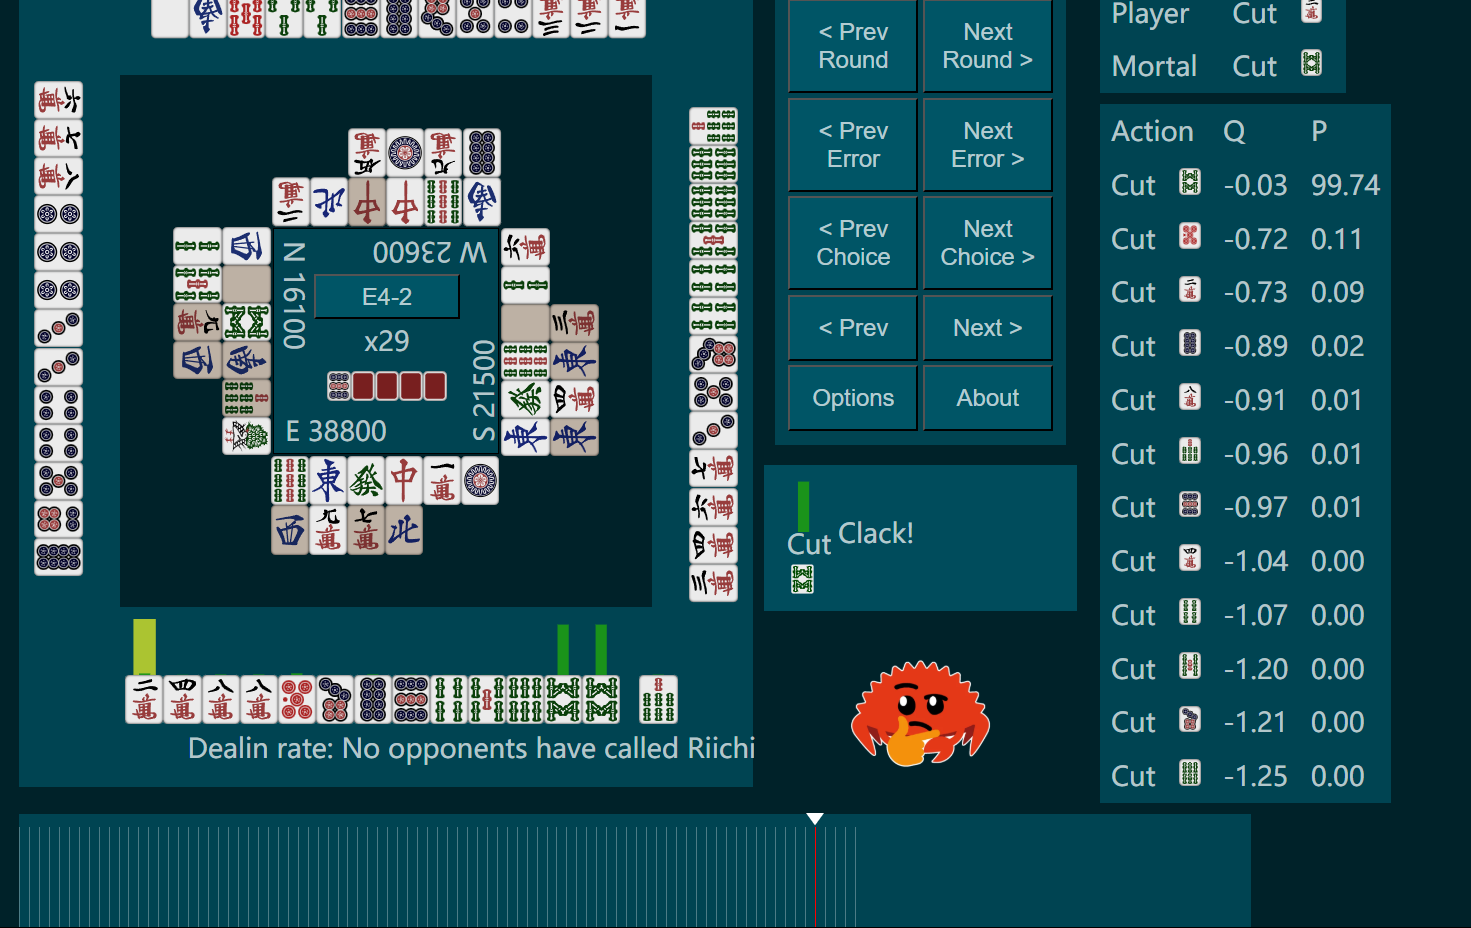 < Prev Round
Next Round >
< Prev Error
Next Error >
< Prev Choice
Next Choice >
< Prev
Next >
Options
About
Player Cut
Mortal Cut
Action Q P
Cut -0.03 99.74
Cut -0.72 0.11
Cut -0.73 0.09
Cut -0.89 0.02
Cut -0.91 0.01
Cut -0.96 0.01
Cut -0.97 0.01
Cut -1.04 0.00
Cut -1.07 0.00
Cut -1.20 0.00
Cut -1.21 0.00
Cut -1.25 0.00
W 23600
N 16100
E4-2
x29
S 21500
E 38800
Cut
Clack!
Dealin rate: No opponents have called Riichi